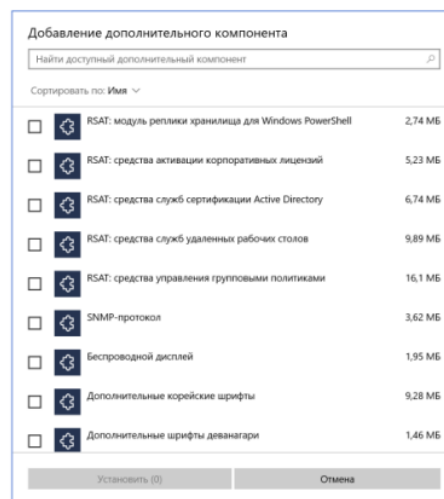 Добавление дополнительного компонента
Найти доступный дополнительный компонент
Сортировать по: Имя
RSAT: модуль реплики хранилища для Windows PowerShell 2,74 МБ
RSAT: средства активации корпоративных лицензий 5,23 МБ
RSAT: средства служб сертификации Active Directory 6,74 МБ
RSAT: средства служб удаленных рабочих столов 9,89 МБ
RSAT: средства управления групповыми политиками 16,1 МБ
SNMP-протокол 3,62 МБ
Беспроводной дисплей 1,95 МБ
Дополнительные корейские шрифты 9,28 МБ
Дополнительные шрифты деванагари 1,46 МБ
Установить (0) Отмена